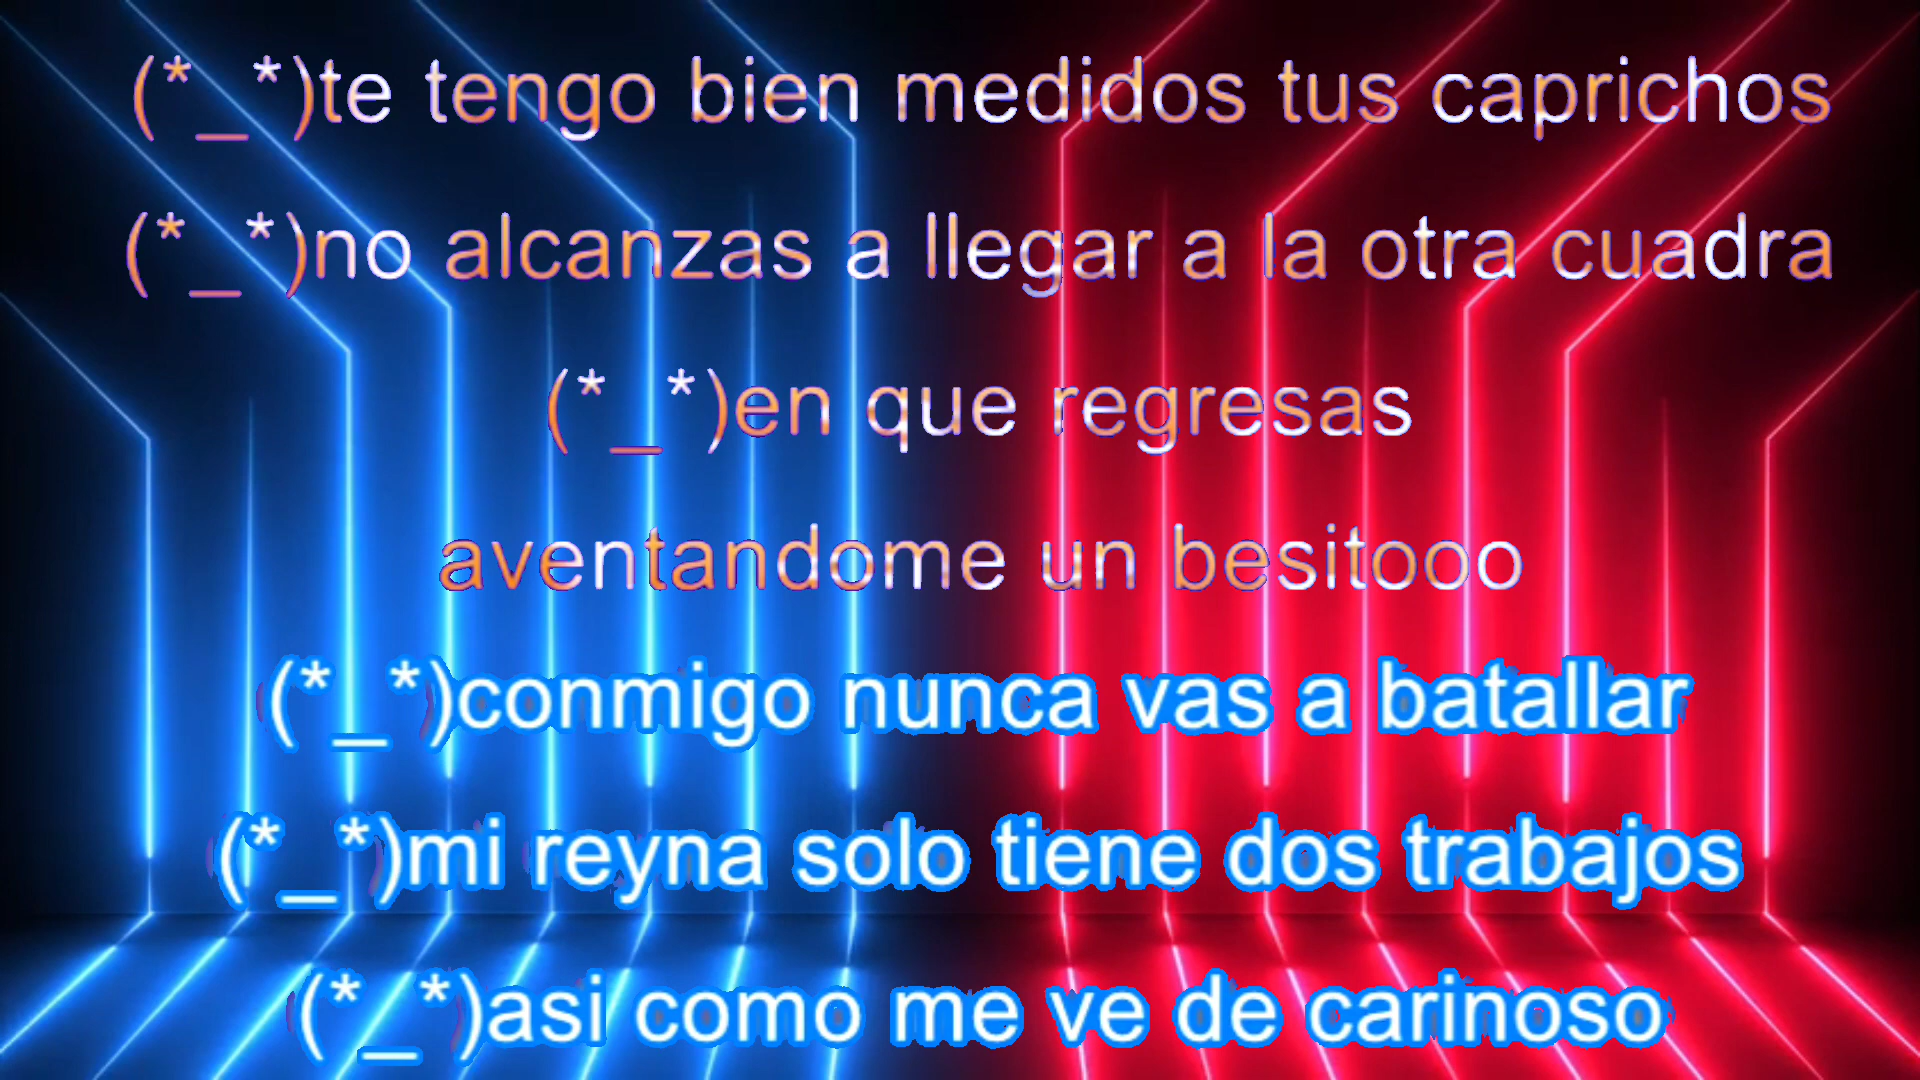 (*_*)te tengo bien medidos tus caprichos
(*_*)no alcanzas a llegar a la otra cuadra
(*_*)en que regresas
aventandome un besitooo
(*_*)conmigo nunca vas a batallar
(*_*)mi reyna solo tiene dos trabajos
(*_*)asi como me ve de carinoso